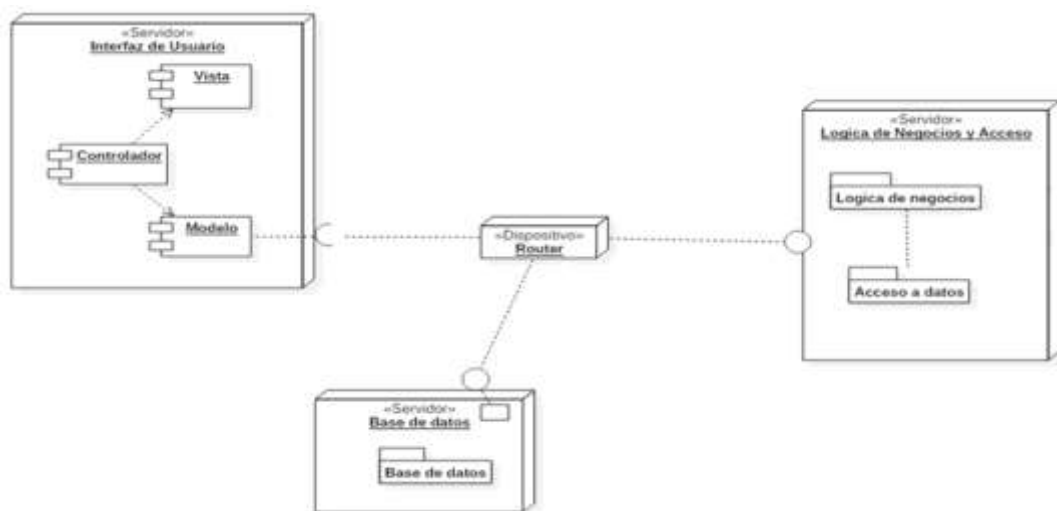 «Servidor»
Interfaz de Usuario
Vista
Controlador
Modelo
«Dispositivo»
Router
«Servidor»
Logica de Negocios y Acceso
Logica de negocios
Acceso a datos
«Servidor»
Base de datos
Base de datos